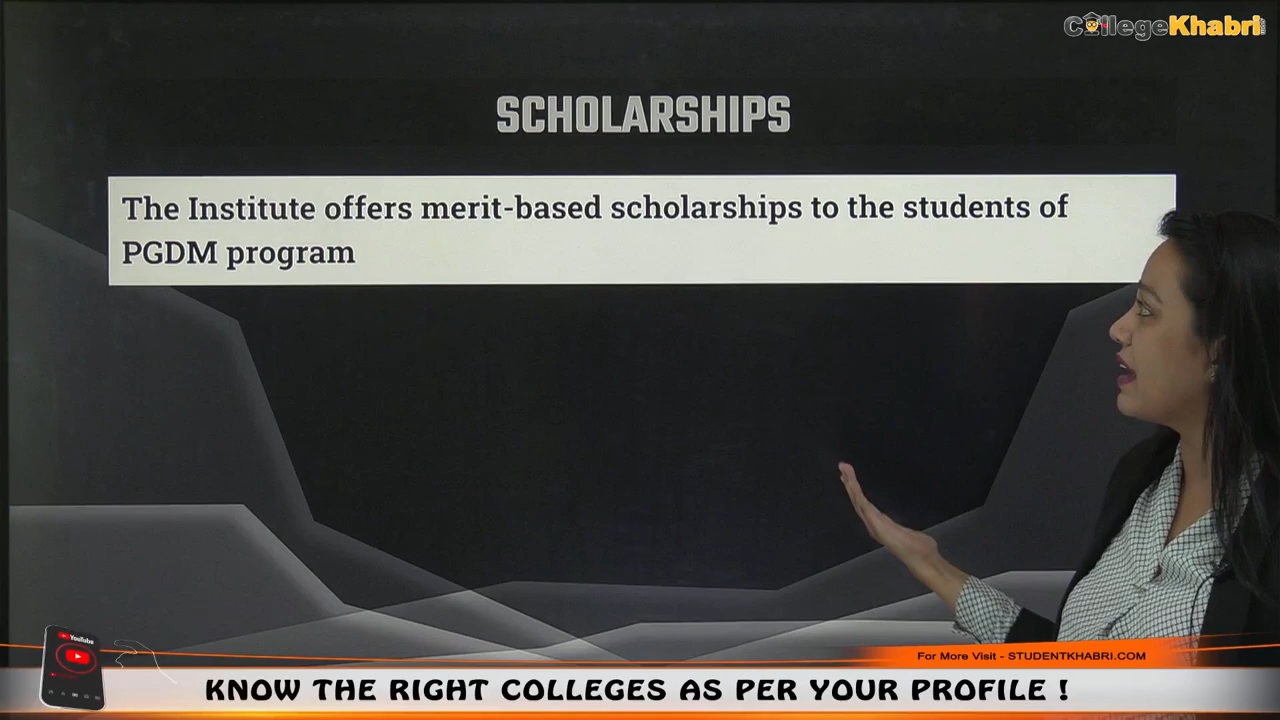 CollegeKhabri
SCHOLARSHIPS
The Institute offers merit-based scholarships to the students of
PGDM program
YouTube
For More Visit - STUDENTKHABRI.COM
KNOW THE RIGHT COLLEGES AS PER YOUR PROFILE !